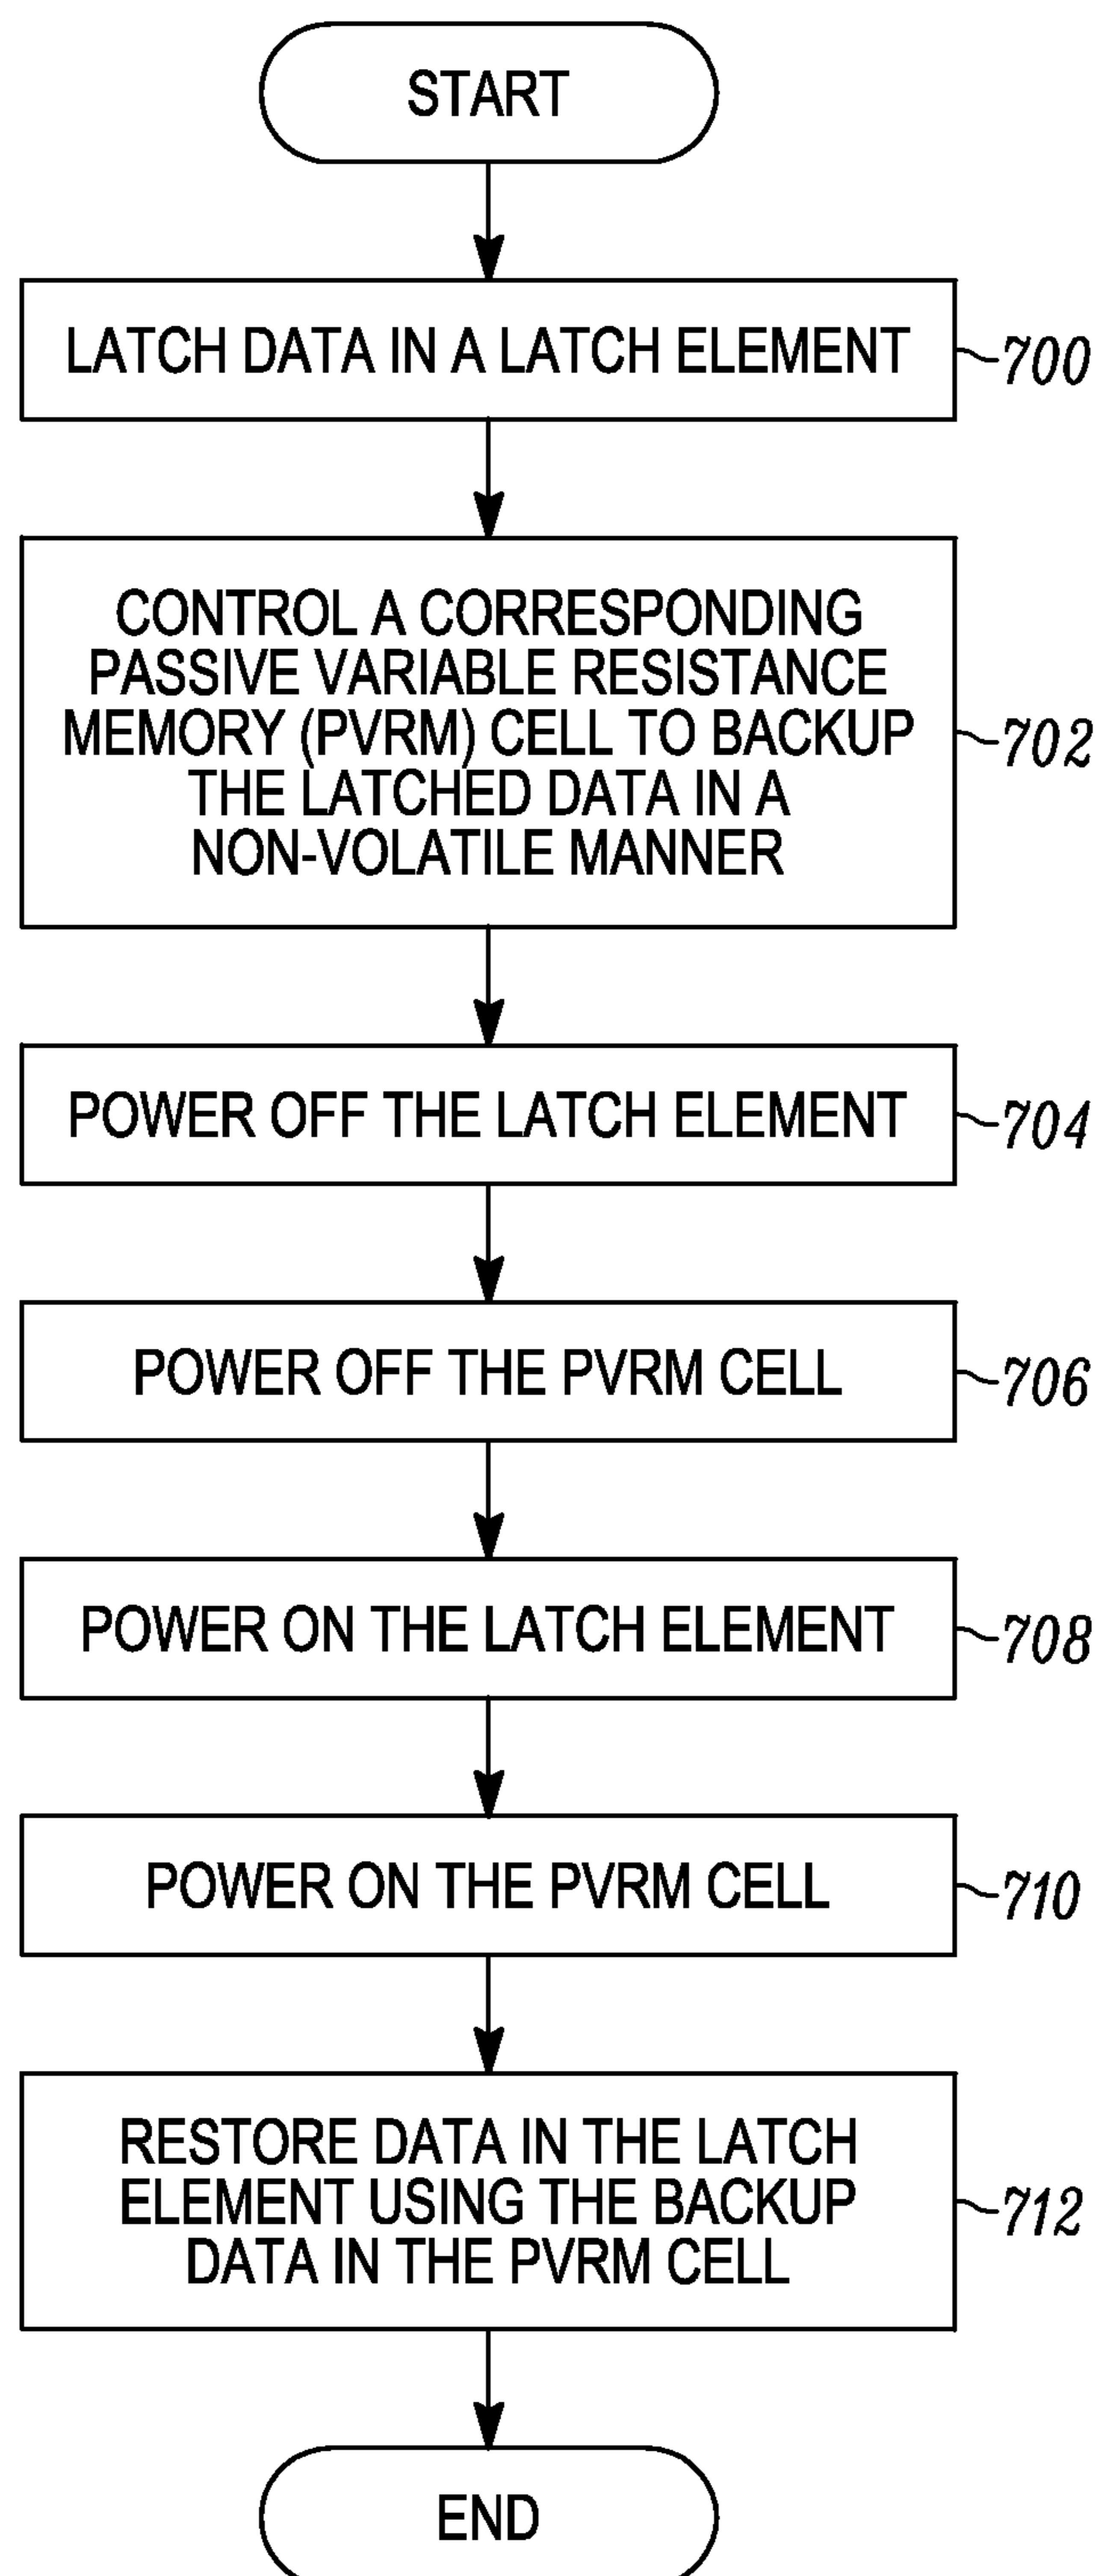 START
LATCH DATA IN A LATCH ELEMENT
700
CONTROL A CORRESPONDING
PASSIVE VARIABLE RESISTANCE
MEMORY (PVRM) CELL TO BACKUP
THE LATCHED DATA IN A
NON-VOLATILE MANNER
702
POWER OFF THE LATCH ELEMENT
704
POWER OFF THE PVRM CELL
706
POWER ON THE LATCH ELEMENT
708
POWER ON THE PVRM CELL
710
RESTORE DATA IN THE LATCH
ELEMENT USING THE BACKUP
DATA IN THE PVRM CELL
712
END